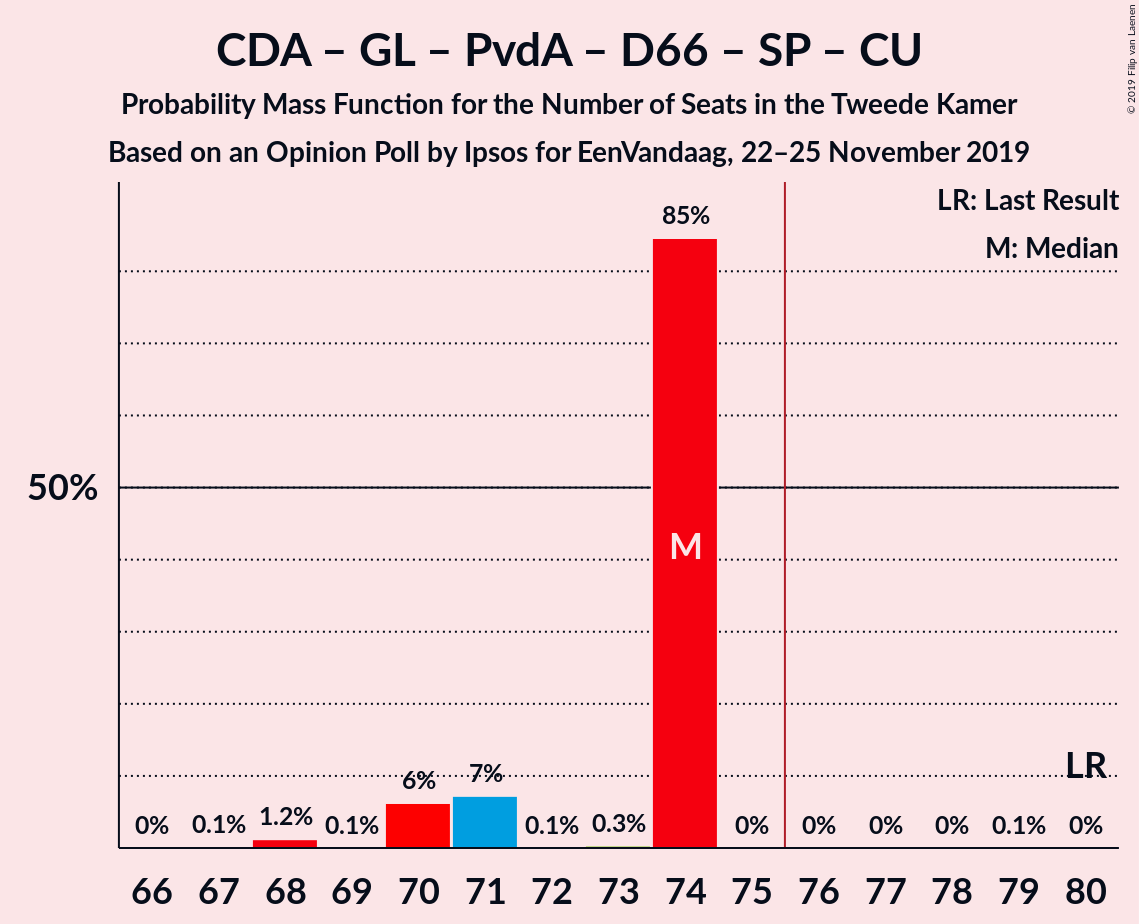 CDA – GL – PvdA – D66 – SP – CU
Probability Mass Function for the Number of Seats in the Tweede Kamer
Based on an Opinion Poll by Ipsos for EenVandaag, 22–25 November 2019
© 2019 Filip van Laenen
LR: Last Result
M: Median
85%
50%
M
LR
0% 0.1% 1.2% 0.1% 6% 7% 0.1% 0.3% 0% 0% 0% 0% 0.1% 0%
66 67 68 69 70 71 72 73 74 75 76 77 78 79 80